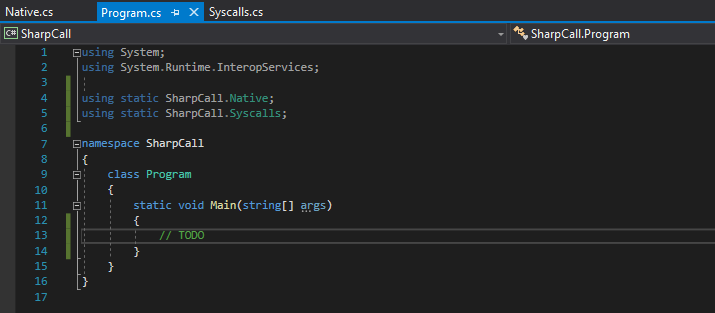 Native.cs Program.cs Syscalls.cs
C# SharpCall SharpCall.Program
1 using System;
2 using System.Runtime.InteropServices;
3
4 using static SharpCall.Native;
5 using static SharpCall.Syscalls;
6
7 namespace SharpCall
8 {
9 class Program
10 {
11 static void Main(string[] args)
12 {
13 // TODO
14 }
15 }
16 }
17